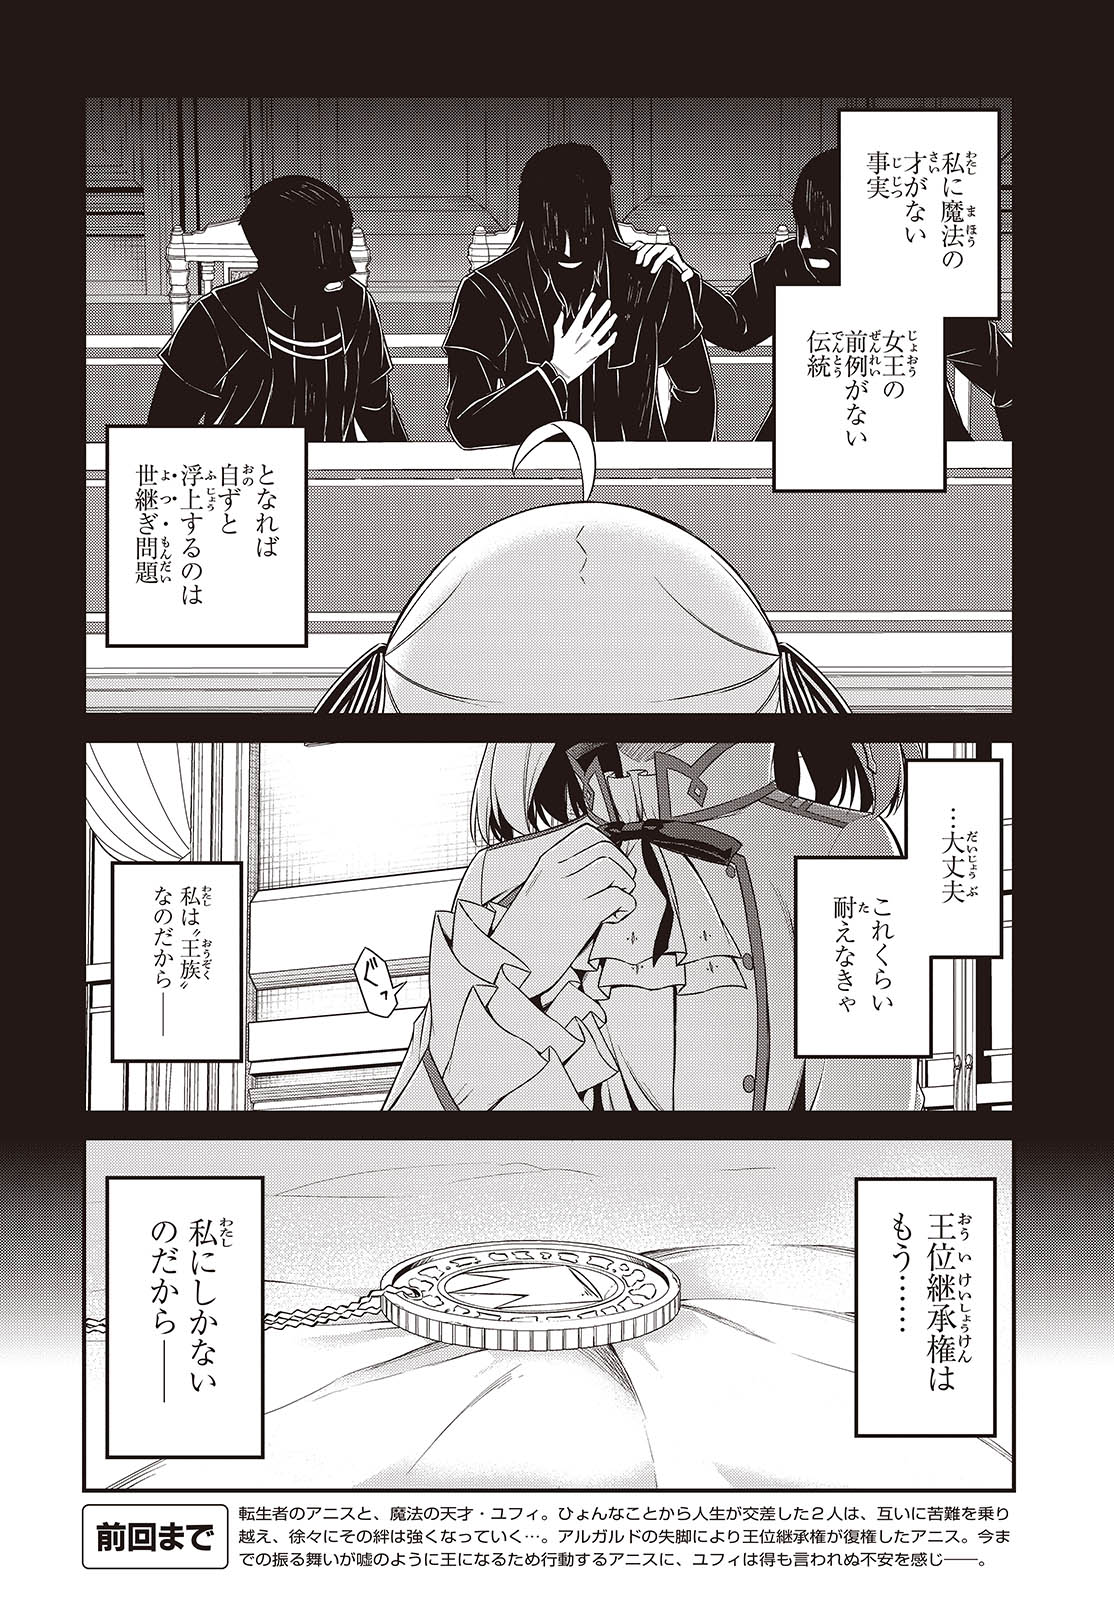 私に魔法の
才がない
事実
女王の
前例がない
伝統
となれば
自ずと
浮上するのは
世継ぎ問題
…大丈夫
これくらい
耐えなきゃ
グッ
私は〝王族〟
なのだから──
王位継承権は
もう……
私にしかない
のだから──
前回まで
転生者のアニスと、魔法の天才・ユフィ。ひょんなことから人生が交差した2人は、互いに苦難を乗り
越え、徐々にその絆は強くなっていく…。アルガルドの失脚により王位継承権が復権したアニス。今ま
での振る舞いが嘘のように王になるため行動するアニスに、ユフィは得も言われぬ不安を感じ──。